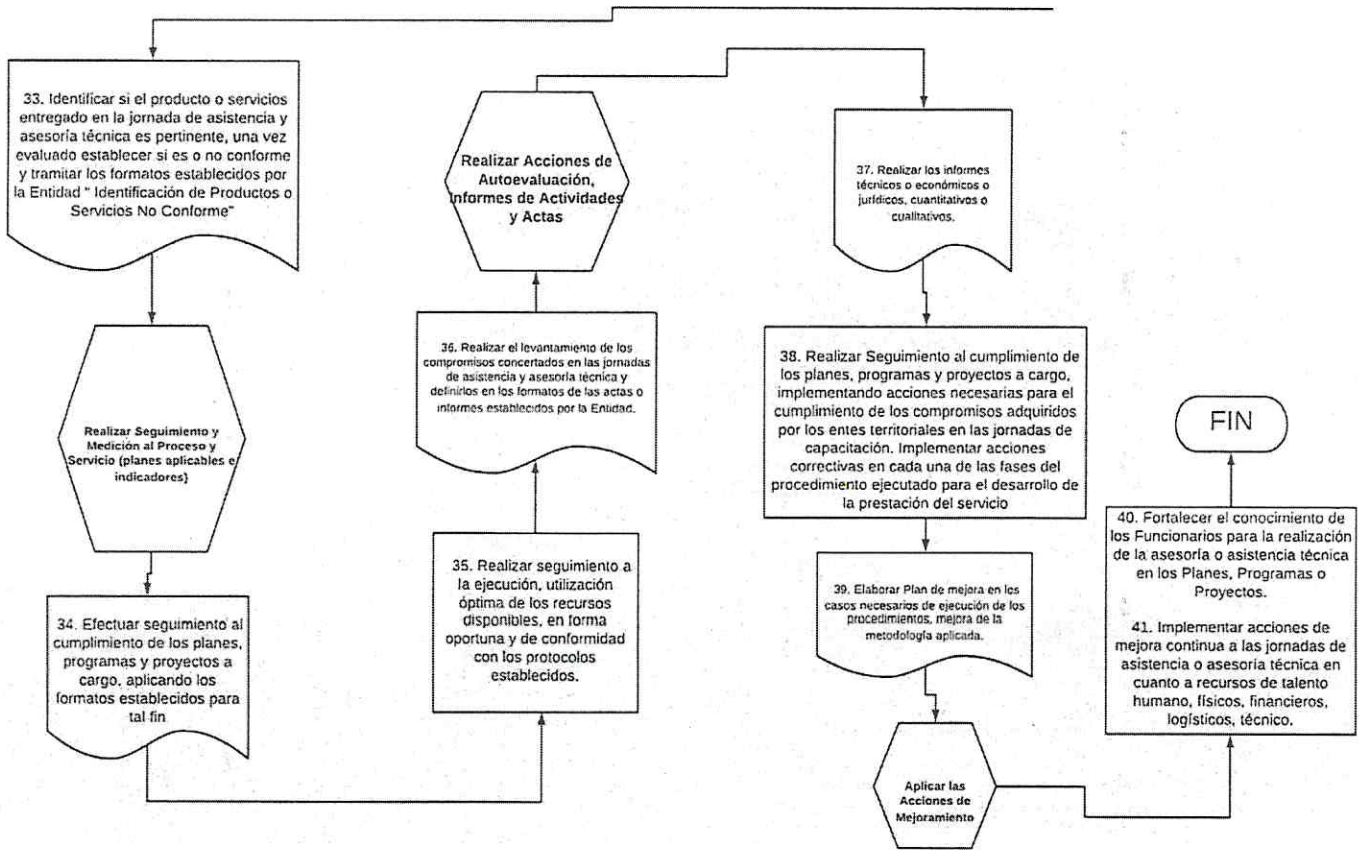 33. Identificar si el producto o servicios
entregado en la jornada de asistencia y
asesoría técnica es pertinente, una vez
evaluado establecer si es o no conforme
y tramitar los formatos establecidos por
la Entidad " Identificación de Productos o
Servicios No Conforme"
Realizar Seguimiento y
Medición al Proceso y
Servicio (planes aplicables e
indicadores)
34. Efectuar seguimiento al
cumplimiento de los planes,
programas y proyectos a
cargo, aplicando los
formatos establecidos para
tal fin
35. Realizar seguimiento a
la ejecución, utilización
óptima de los recursos
disponibles, en forma
oportuna y de conformidad
con los protocolos
establecidos.
36. Realizar el levantamiento de los
compromisos concertados en las jornadas
de asistencia y asesoría técnica y
definirlos en los formatos de las actas o
informes establecidos por la Entidad.
Realizar Acciones de
Autoevaluación,
Informes de Actividades
y Actas
37. Realizar los informes
técnicos o económicos o
jurídicos, cuantitativos o
cualitativos.
38. Realizar Seguimiento al cumplimiento de
los planes, programas y proyectos a cargo,
implementando acciones necesarias para el
cumplimiento de los compromisos adquiridos
por los entes territoriales en las jornadas de
capacitación. Implementar acciones
correctivas en cada una de las fases del
procedimiento ejecutado para el desarrollo de
la prestación del servicio
39. Elaborar Plan de mejora en los
casos necesarios de ejecución de los
procedimientos, mejora de la
metodología aplicada.
Aplicar las
Acciones de
Mejoramiento
40. Fortalecer el conocimiento de
los Funcionarios para la realización
de la asesoría o asistencia técnica
en los Planes, Programas o
Proyectos.
41. Implementar acciones de
mejora continua a las jornadas de
asistencia o asesoría técnica en
cuanto a recursos de talento
humano, físicos, financieros,
logísticos, técnico.
FIN